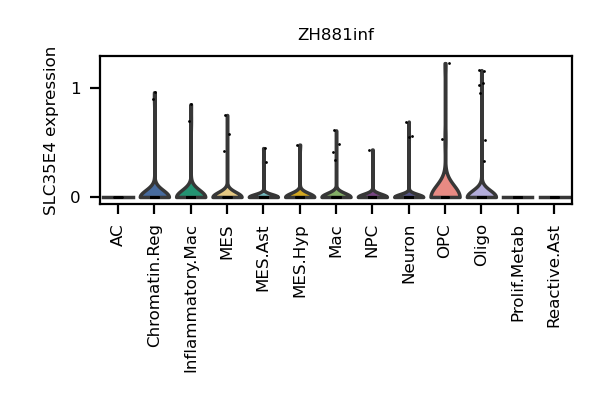 ZH881inf
SLC35E4 expression
1
0
AC
Chromatin.Reg
Inflammatory.Mac
MES
MES.Ast
MES.Hyp
Mac
NPC
Neuron
OPC
Oligo
Prolif.Metab
Reactive.Ast